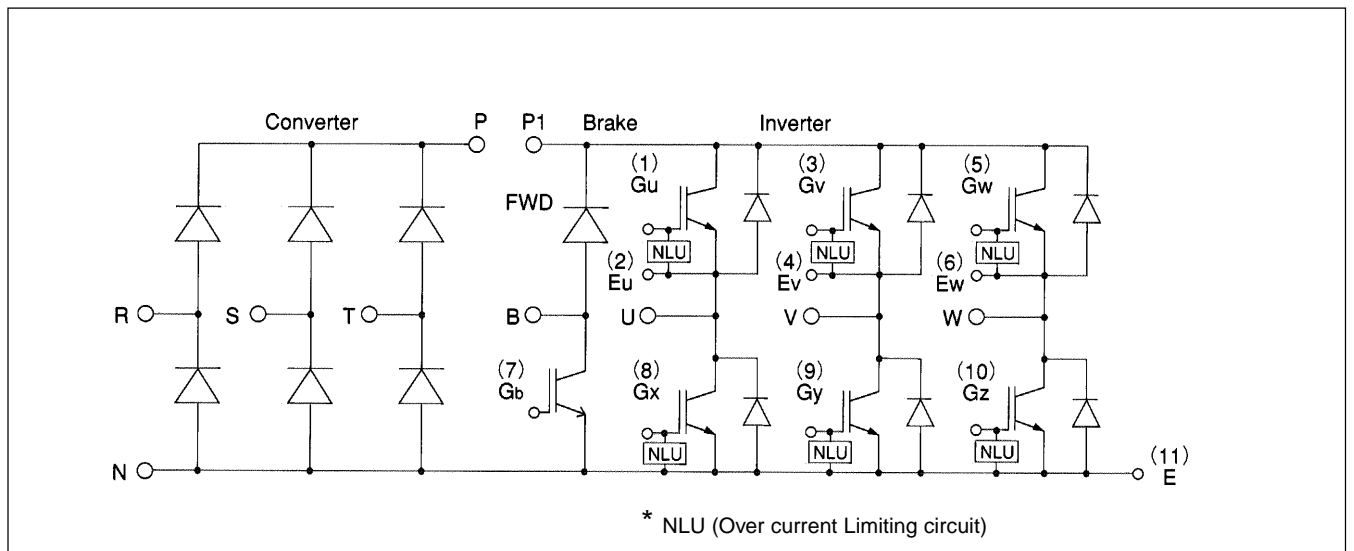 Converter P P1 Brake Inverter
(1) (3) (5)
Gu Gv Gw
FWD
NLU NLU NLU
(2) (4) (6)
Eu Ev Ew
R S T B U V W
(7) (8) (9) (10)
Gb Gx Gy Gz
NLU NLU NLU
(11)
N E
* NLU (Over current Limiting circuit)